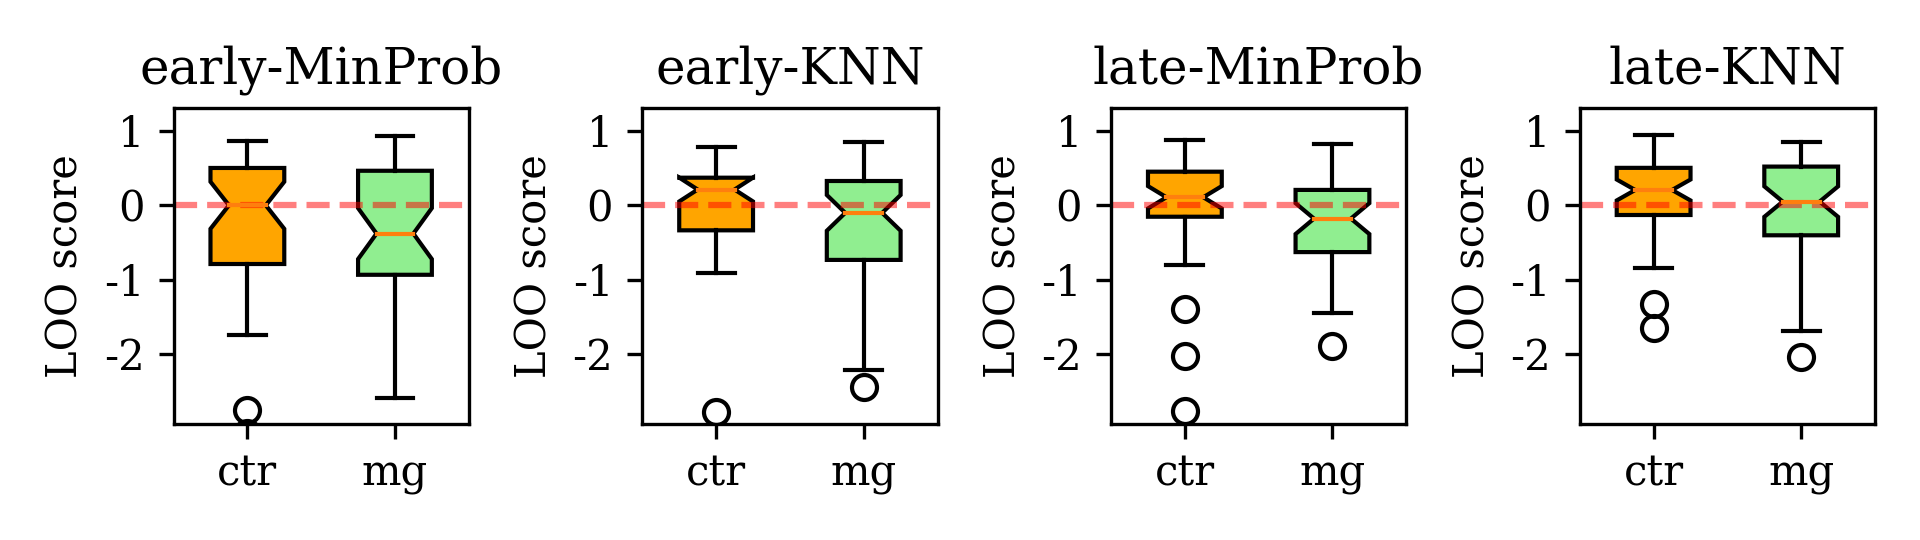 early-MinProb
LOO score
1
0
-1
-2
ctr
mg
early-KNN
LOO score
1
0
-1
-2
ctr
mg
late-MinProb
LOO score
1
0
-1
-2
ctr
mg
late-KNN
LOO score
1
0
-1
-2
ctr
mg